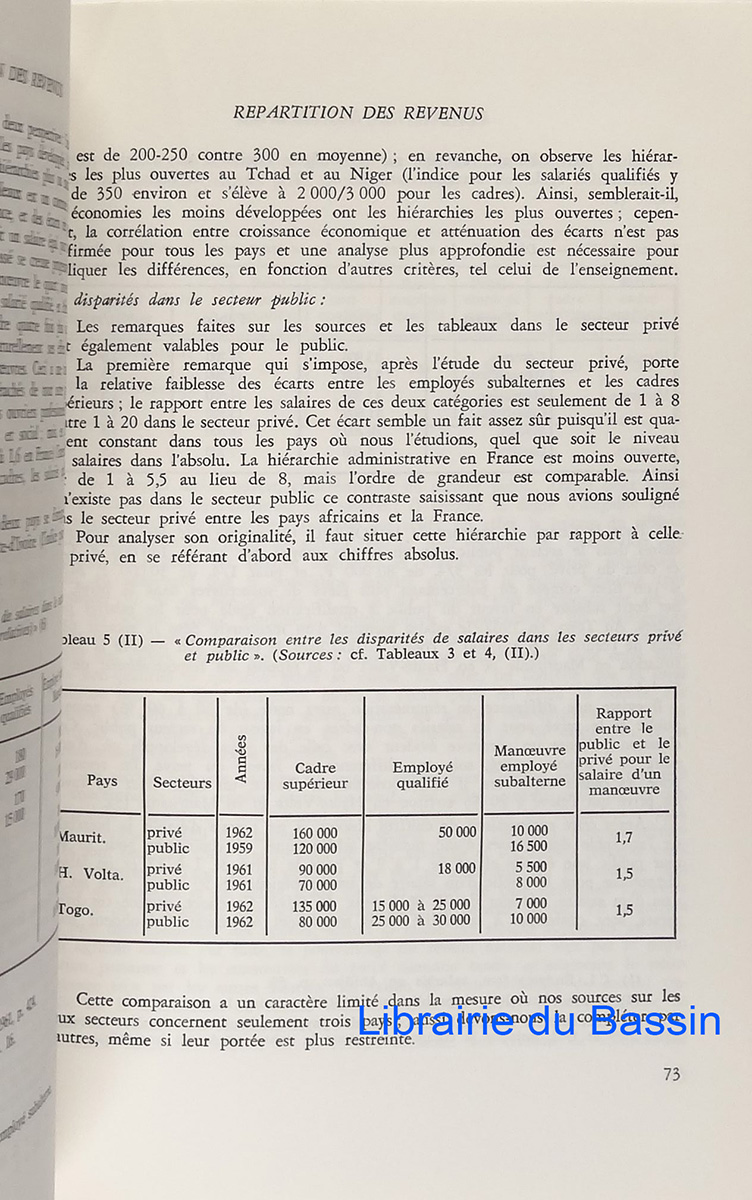 REPARTITION DES REVENUS
est de 200-250 contre 300 en moyenne) ; en revanche, on observe les hiérar-
s les plus ouvertes au Tchad et au Niger (l'indice pour les salariés qualifiés y
de 350 environ et s'élève à 2 000/3 000 pour les cadres). Ainsi, semblerait-il,
économies les moins développées ont les hiérarchies les plus ouvertes ; cepen-
t, la corrélation entre croissance économique et atténuation des écarts n'est pas
firmée pour tous les pays et une analyse plus approfondie est nécessaire pour
liquer les différences, en fonction d'autres critères, tel celui de l'enseignement.
disparités dans le secteur public :
Les remarques faites sur les sources et les tableaux dans le secteur privé
t également valables pour le public.
La première remarque qui s'impose, après l'étude du secteur privé, porte
la relative faiblesse des écarts entre les employés subalternes et les cadres
érieurs ; le rapport entre les salaires de ces deux catégories est seulement de 1 à 8
tre 1 à 20 dans le secteur privé. Cet écart semble un fait assez sûr puisqu'il est qua-
ent constant dans tous les pays où nous l'étudions, quel que soit le niveau
salaires dans l'absolu. La hiérarchie administrative en France est moins ouverte,
de 1 à 5,5 au lieu de 8, mais l'ordre de grandeur est comparable. Ainsi
'existe pas dans le secteur public ce contraste saisissant que nous avions souligné
s le secteur privé entre les pays africains et la France.
Pour analyser son originalité, il faut situer cette hiérarchie par rapport à celle
privé, en se référant d'abord aux chiffres absolus.
bleau 5 (II) — « Comparaison entre les disparités de salaires dans les secteurs privé
et public ». (Sources : cf. Tableaux 3 et 4, (II).)
Pays Secteurs Années Cadre supérieur Employé qualifié Manœuvre employé subalterne Rapport entre le public et le privé pour le salaire d'un manœuvre
Maurit. privé 1962 160 000 50 000 10 000 1,7
public 1959 120 000 16 500
H. Volta. privé 1961 90 000 18 000 5 500 1,5
public 1961 70 000 8 000
Togo. privé 1962 135 000 15 000 à 25 000 7 000 1,5
public 1962 80 000 25 000 à 30 000 10 000
Cette comparaison a un caractère limité dans la mesure où nos sources sur les
ux secteurs concernent seulement trois pays ; aussi devons-nous la compléter par
autres, même si leur portée est plus restreinte.
Librairie du Bassin
73